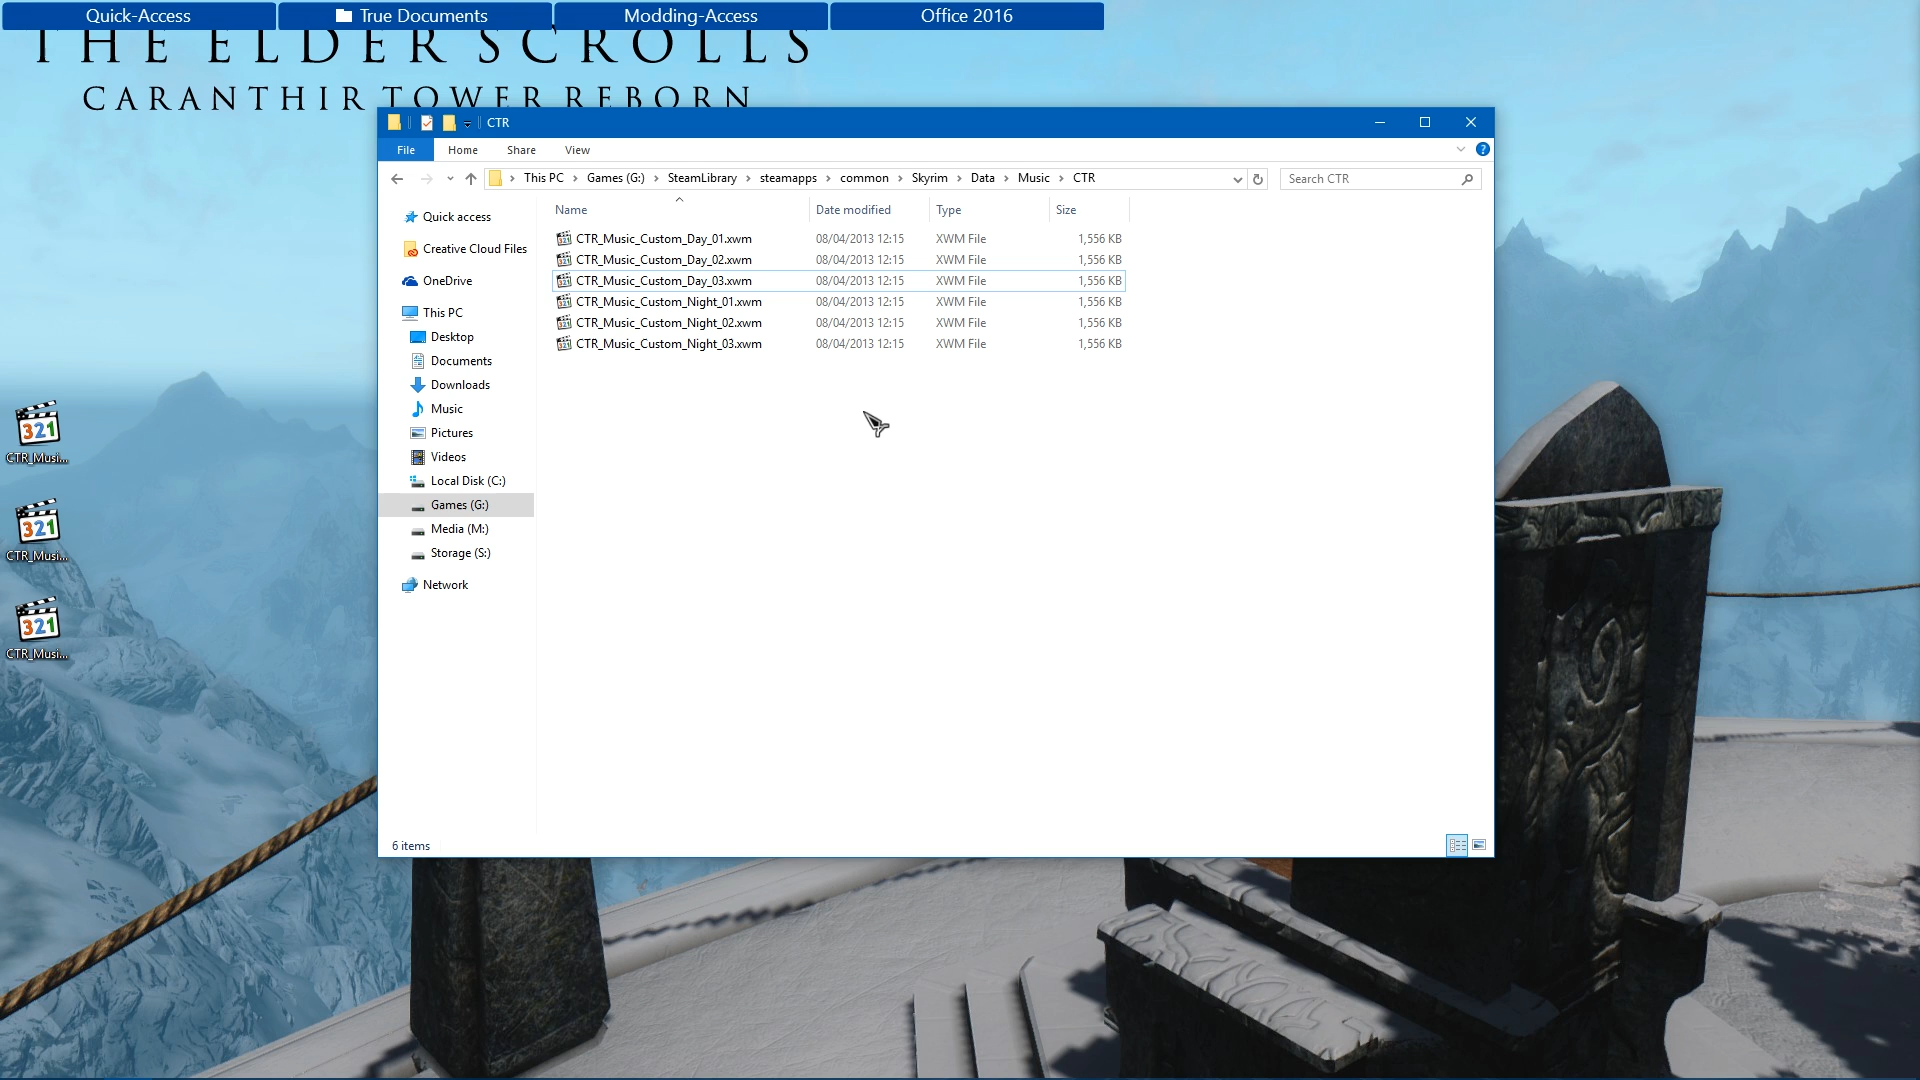 Quick-Access True Documents Modding-Access Office 2016
THE ELDER SCROLLS
CARANTHIR TOWER REBORN
CTR
File Home Share View
This PC Games (G:) SteamLibrary steamapps common Skyrim Data Music CTR Search CTR
Name Date modified Type Size
CTR_Music_Custom_Day_01.xwm 08/04/2013 12:15 XWM File 1,556 KB
CTR_Music_Custom_Day_02.xwm 08/04/2013 12:15 XWM File 1,556 KB
CTR_Music_Custom_Day_03.xwm 08/04/2013 12:15 XWM File 1,556 KB
CTR_Music_Custom_Night_01.xwm 08/04/2013 12:15 XWM File 1,556 KB
CTR_Music_Custom_Night_02.xwm 08/04/2013 12:15 XWM File 1,556 KB
CTR_Music_Custom_Night_03.xwm 08/04/2013 12:15 XWM File 1,556 KB
Quick access
Creative Cloud Files
OneDrive
This PC
Desktop
Documents
Downloads
Music
Pictures
Videos
Local Disk (C:)
Games (G:)
Media (M:)
Storage (S:)
Network
6 items
321
CTR_Musi...
321
CTR_Musi...
321
CTR_Musi...